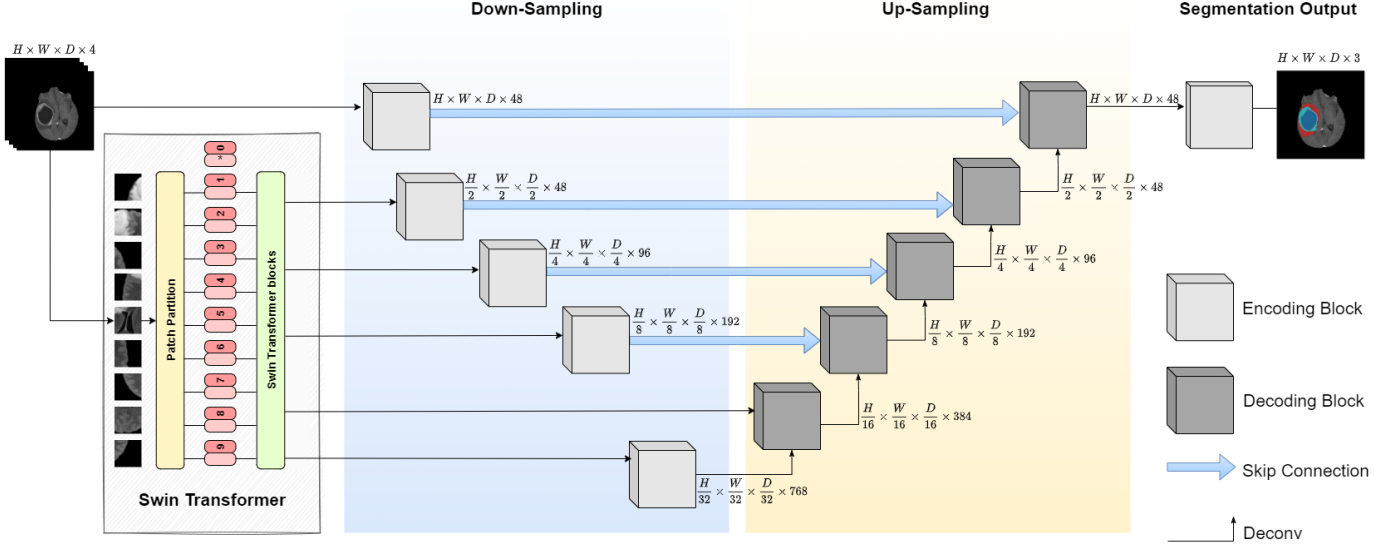 Down-Sampling
Up-Sampling
Segmentation Output
H × W × D × 4
H × W × D × 3
H × W × D × 48
H × W × D × 48
0
*
1
2
3
4
5
6
7
8
9
Patch Partition
Swin Transformer blocks
Swin Transformer
H/2 × W/2 × D/2 × 48
H/2 × W/2 × D/2 × 48
H/4 × W/4 × D/4 × 96
H/4 × W/4 × D/4 × 96
H/8 × W/8 × D/8 × 192
H/8 × W/8 × D/8 × 192
H/16 × W/16 × D/16 × 384
H/32 × W/32 × D/32 × 768
Encoding Block
Decoding Block
Skip Connection
Deconv